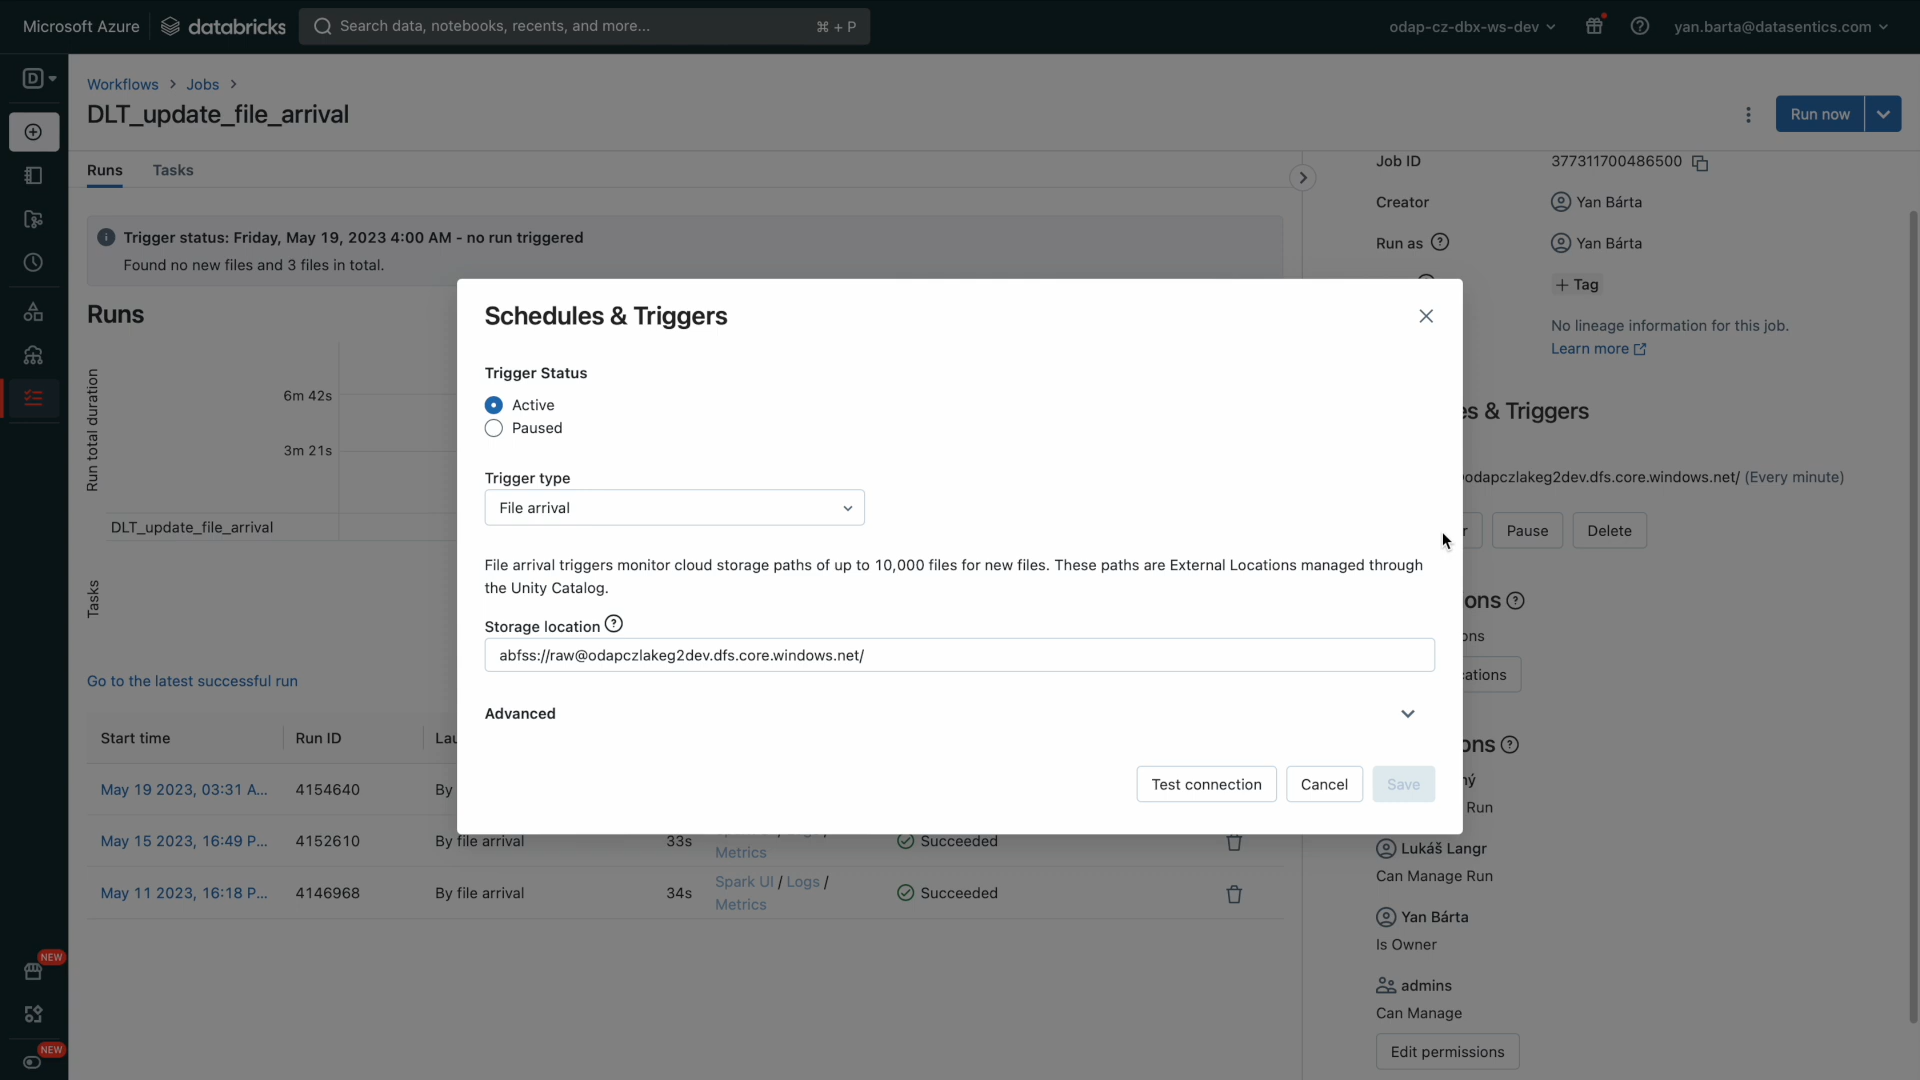 Microsoft Azure
databricks
Search data, notebooks, recents, and more...
⌘ + P
odap-cz-dbx-ws-dev
yan.barta@datasentics.com
D
Workflows > Jobs >
DLT_update_file_arrival
Run now
Runs
Tasks
Trigger status: Friday, May 19, 2023 4:00 AM - no run triggered
Found no new files and 3 files in total.
Runs
Run total duration
6m 42s
3m 21s
DLT_update_file_arrival
Tasks
Go to the latest successful run
Start time
Run ID
May 19 2023, 03:31 A...
4154640
By
May 15 2023, 16:49 P...
4152610
By file arrival
33s
Metrics
Succeeded
May 11 2023, 16:18 P...
4146968
By file arrival
34s
Spark UI / Logs /
Metrics
Succeeded
Schedules & Triggers
Trigger Status
Active
Paused
Trigger type
File arrival
File arrival triggers monitor cloud storage paths of up to 10,000 files for new files. These paths are External Locations managed through
the Unity Catalog.
Storage location
abfss://raw@odapczlakeg2dev.dfs.core.windows.net/
Advanced
Test connection
Cancel
Save
Job ID
377311700486500
Creator
Yan Bárta
Run as
Yan Bárta
+ Tag
No lineage information for this job.
Learn more
& Triggers
odapczlakeg2dev.dfs.core.windows.net/ (Every minute)
Pause
Delete
Run
Lukáš Langr
Can Manage Run
Yan Bárta
Is Owner
admins
Can Manage
Edit permissions
NEW
NEW